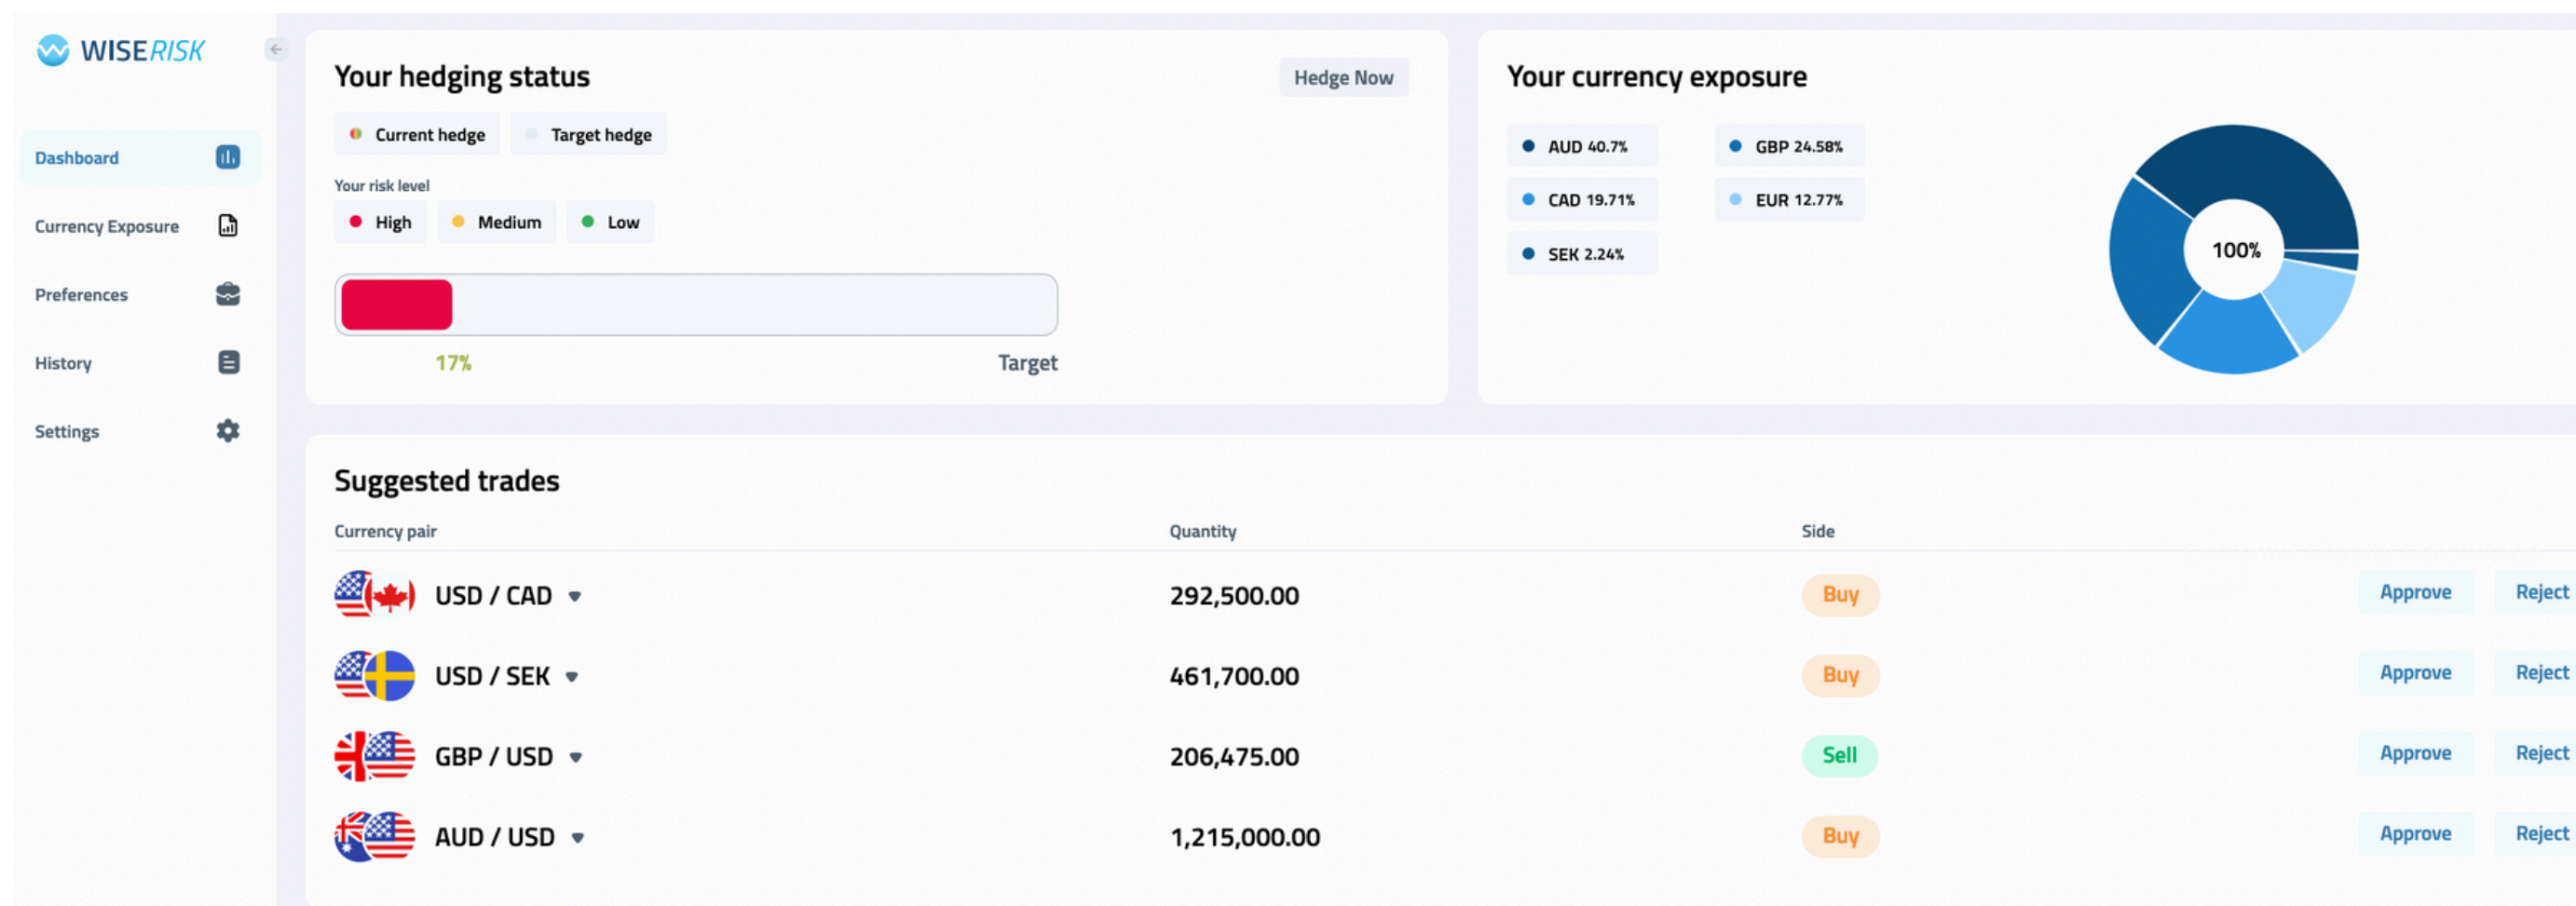 WISERISK
Dashboard
Currency Exposure
Preferences
History
Settings
Your hedging status
Hedge Now
Current hedge
Target hedge
Your risk level
High
Medium
Low
17%
Target
Your currency exposure
AUD 40.7%
GBP 24.58%
CAD 19.71%
EUR 12.77%
SEK 2.24%
100%
Suggested trades
Currency pair Quantity Side
USD / CAD 292,500.00 Buy Approve Reject
USD / SEK 461,700.00 Buy Approve Reject
GBP / USD 206,475.00 Sell Approve Reject
AUD / USD 1,215,000.00 Buy Approve Reject